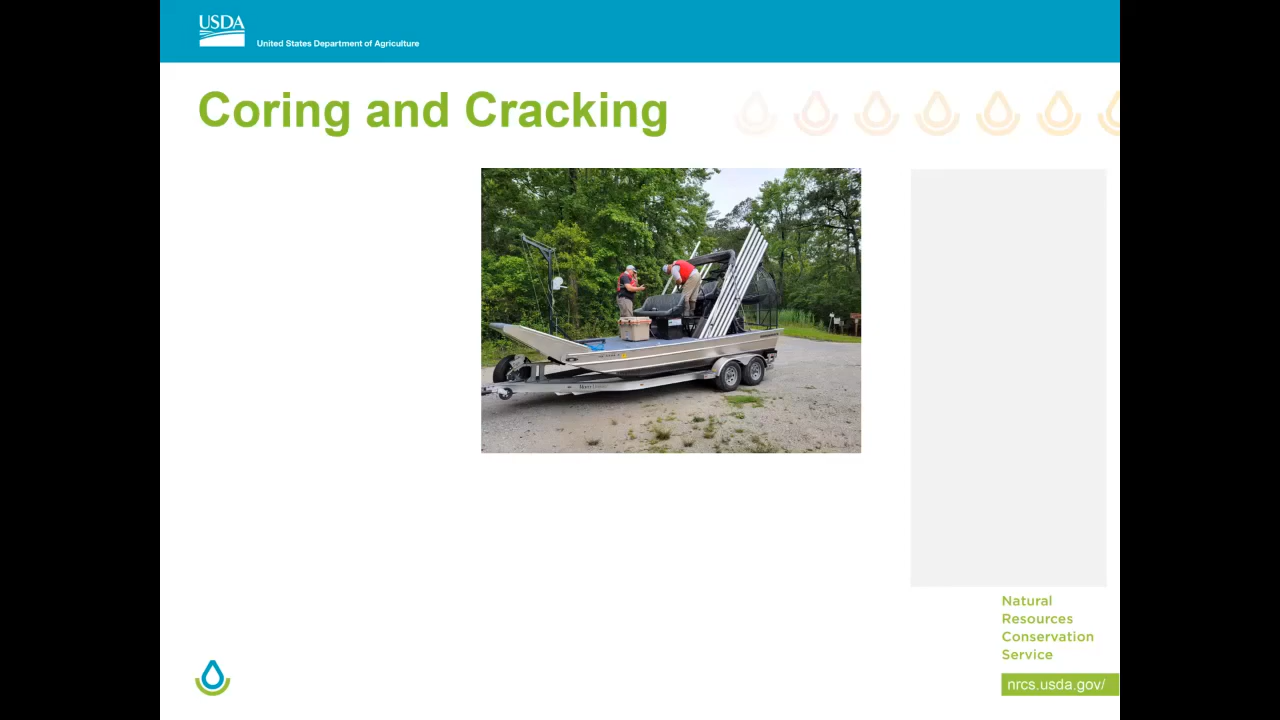 USDA
United States Department of Agriculture
Coring and Cracking
Natural
Resources
Conservation
Service
nrcs.usda.gov/